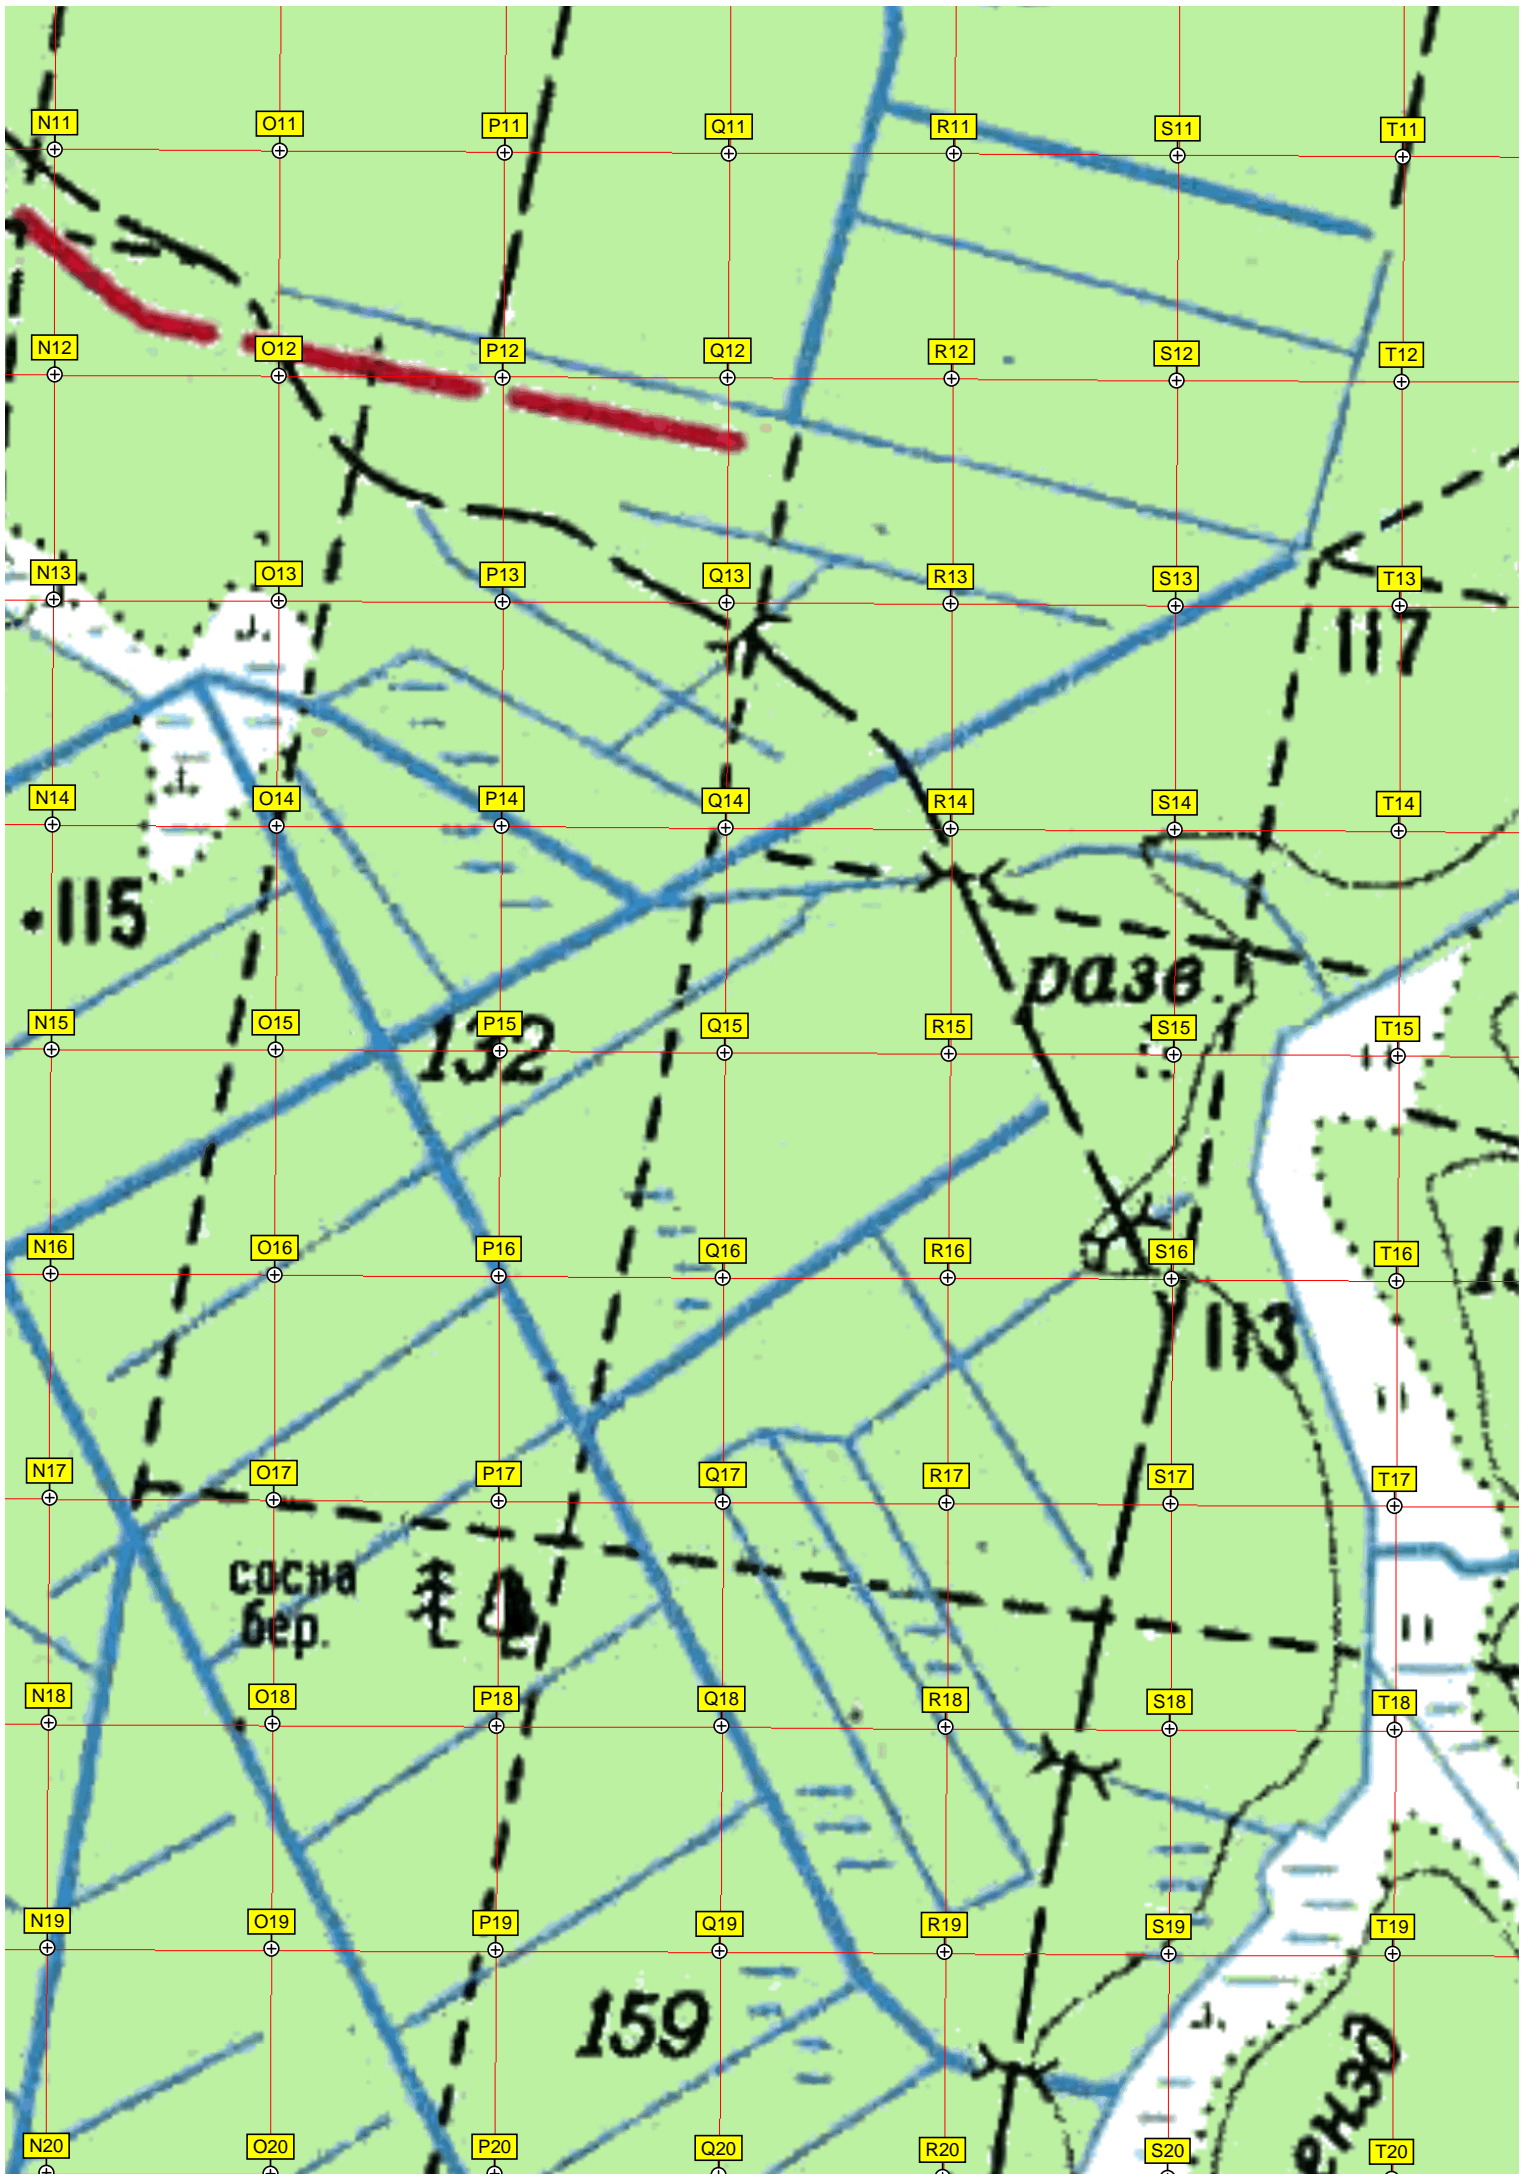 N11 O11 P11 Q11 R11 S11 T11
N12 O12 P12 Q12 R12 S12 T12
N13 O13 P13 Q13 R13 S13 T13
117
N14 O14 P14 Q14 R14 S14 T14
115
разв.
N15 O15 P15 Q15 R15 S15 T15
132
N16 O16 P16 Q16 R16 S16 T16
113
N17 O17 P17 Q17 R17 S17 T17
сосна
бер.
N18 O18 P18 Q18 R18 S18 T18
N19 O19 P19 Q19 R19 S19 T19
159
N20 O20 P20 Q20 R20 S20 T20